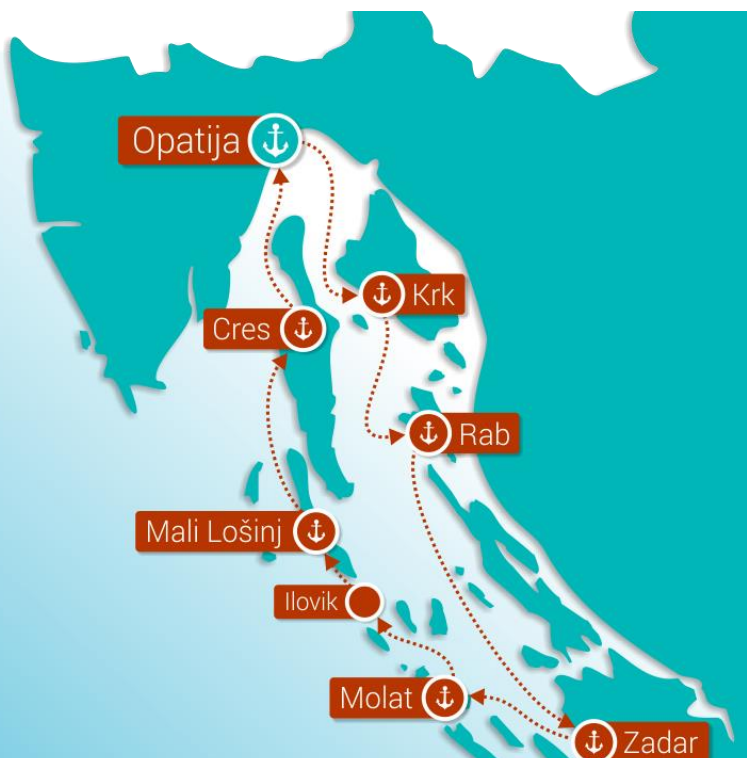 Opatija
Krk
Cres
Rab
Mali Lošinj
Ilovik
Molat
Zadar